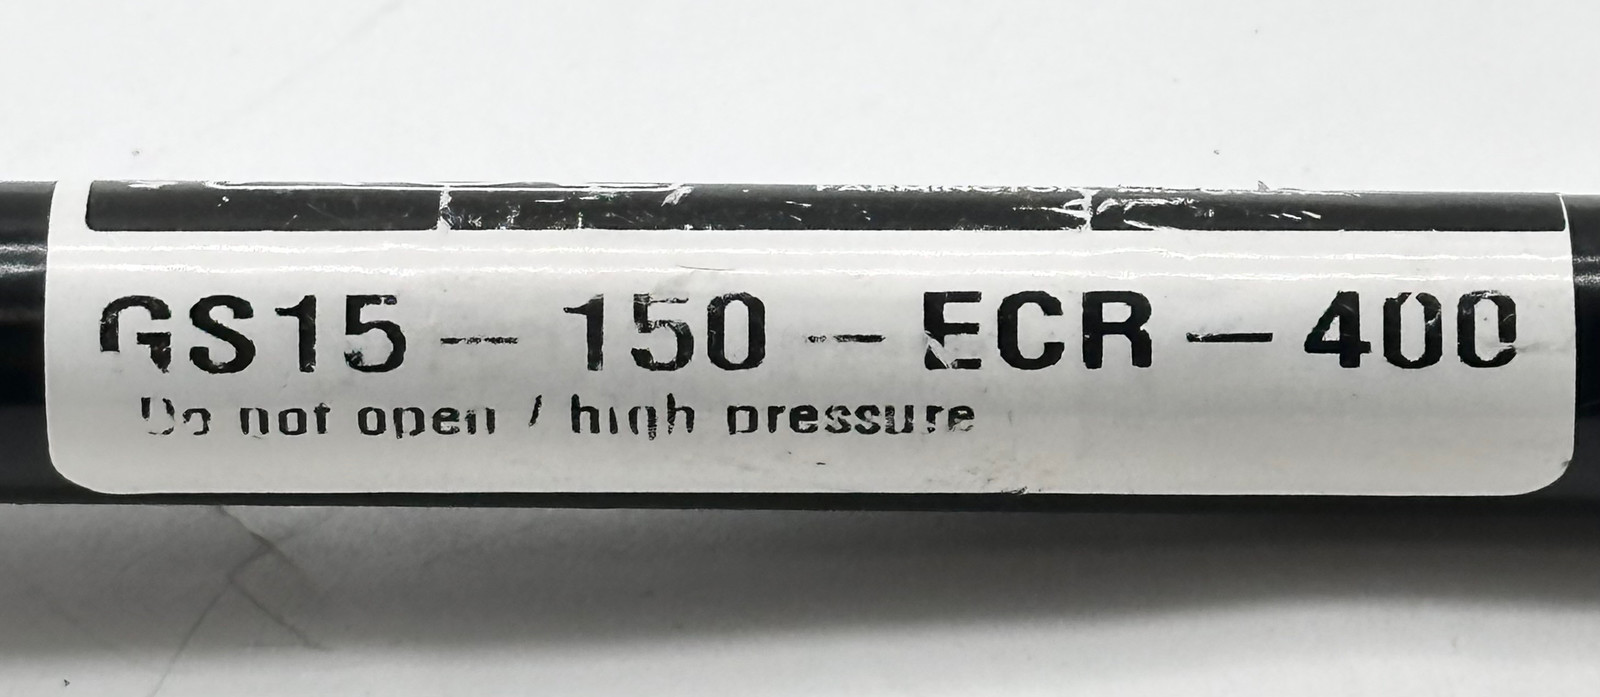 GS15 - 150 - ECR - 400
Do not open / high pressure